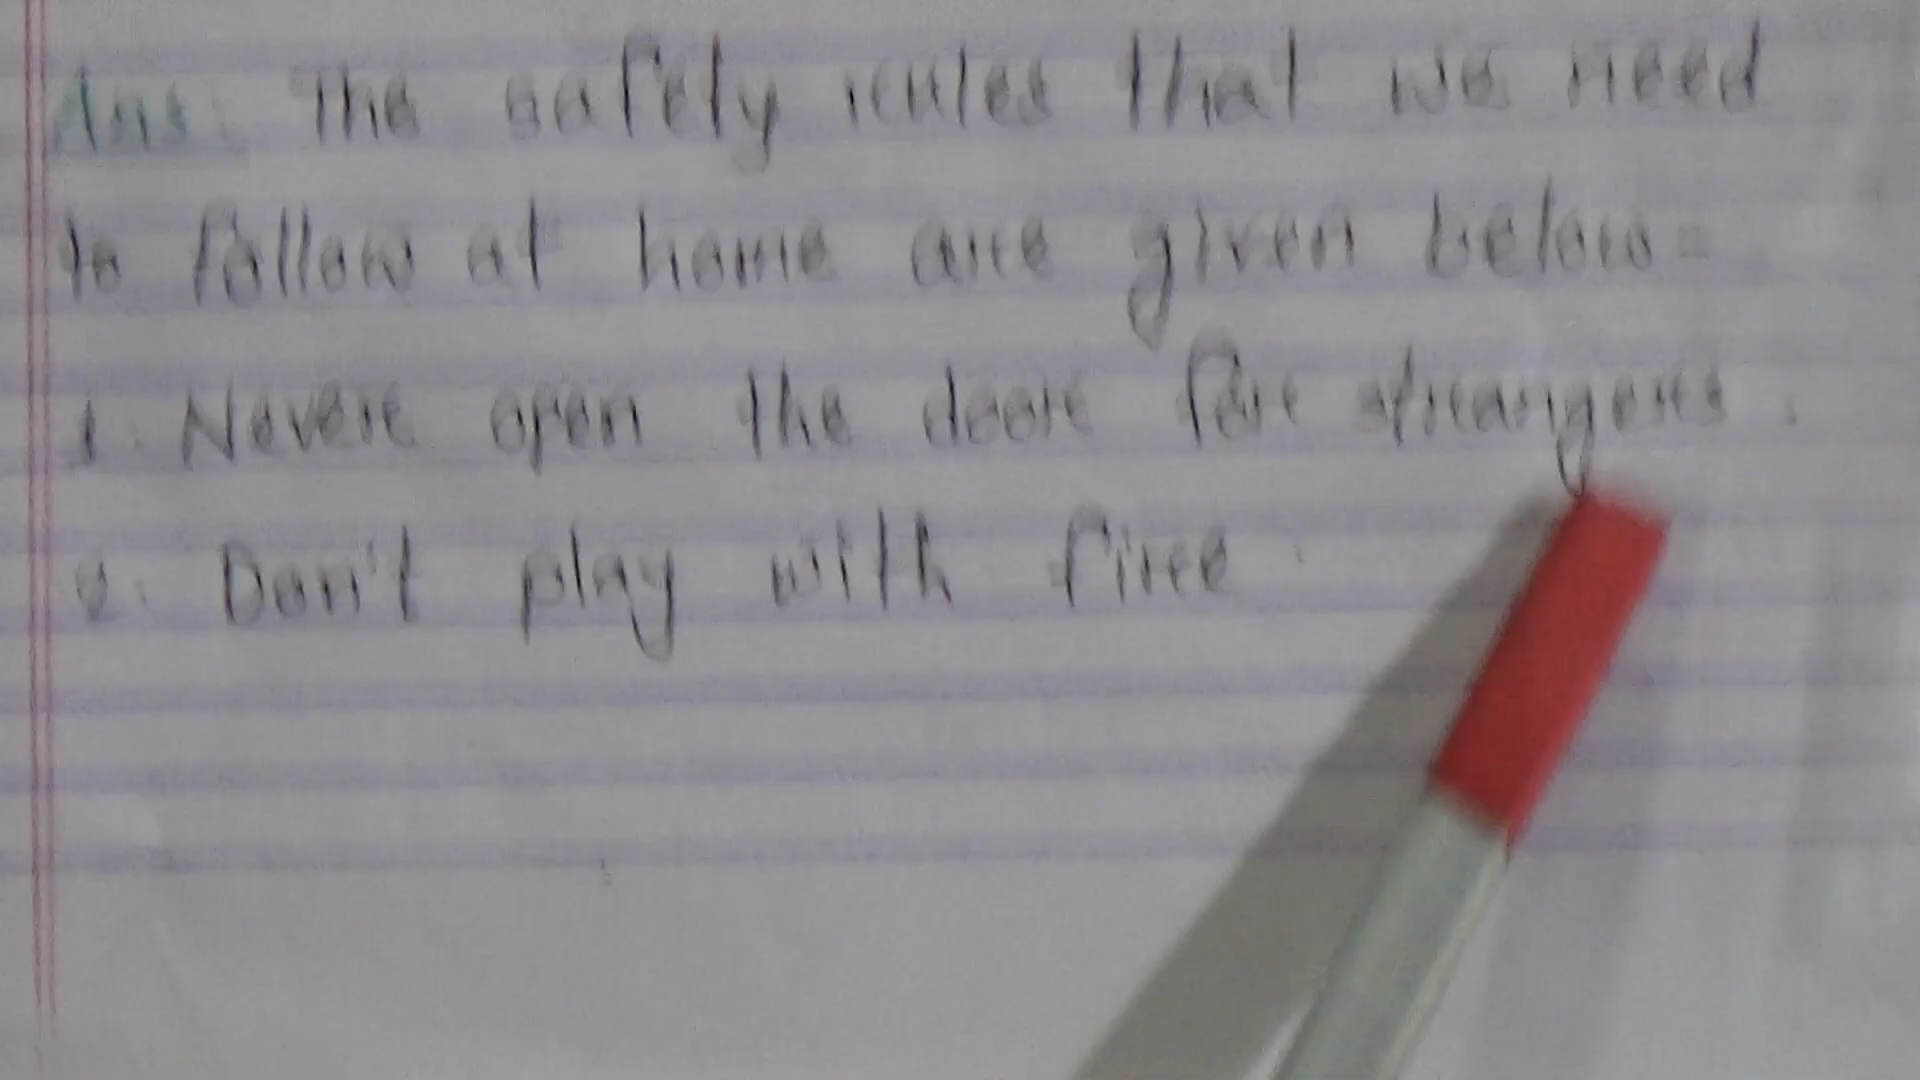 Ans: The safety rules that we need
to follow at home are given below-
1. Never open the door for strangers.
2. Don't play with fire.